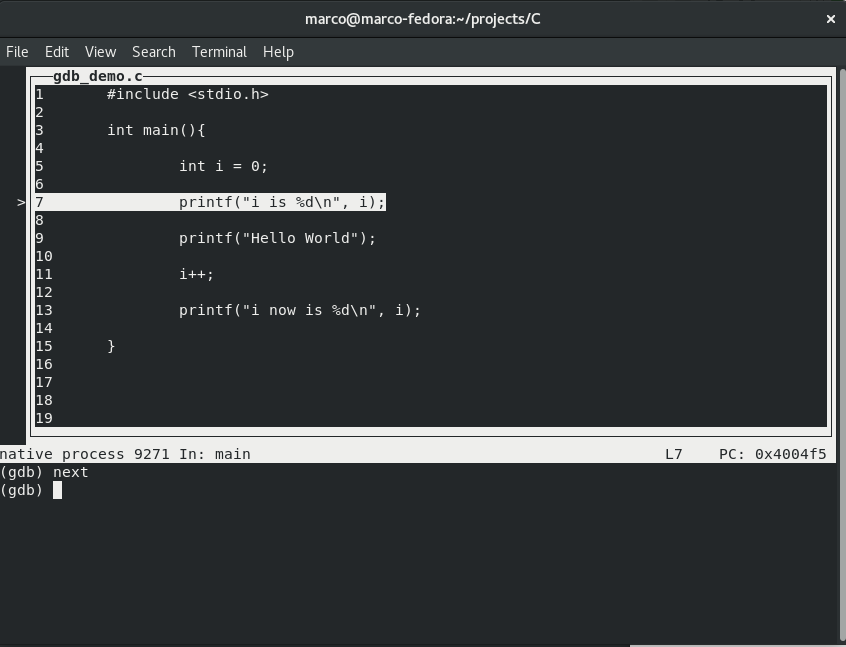 marco@marco-fedora:~/projects/C ×
File Edit View Search Terminal Help
gdb_demo.c
1 #include <stdio.h>
2
3 int main(){
4
5 int i = 0;
6
> 7 printf("i is %d\n", i);
8
9 printf("Hello World");
10
11 i++;
12
13 printf("i now is %d\n", i);
14
15 }
16
17
18
19
native process 9271 In: main L7 PC: 0x4004f5
(gdb) next
(gdb)